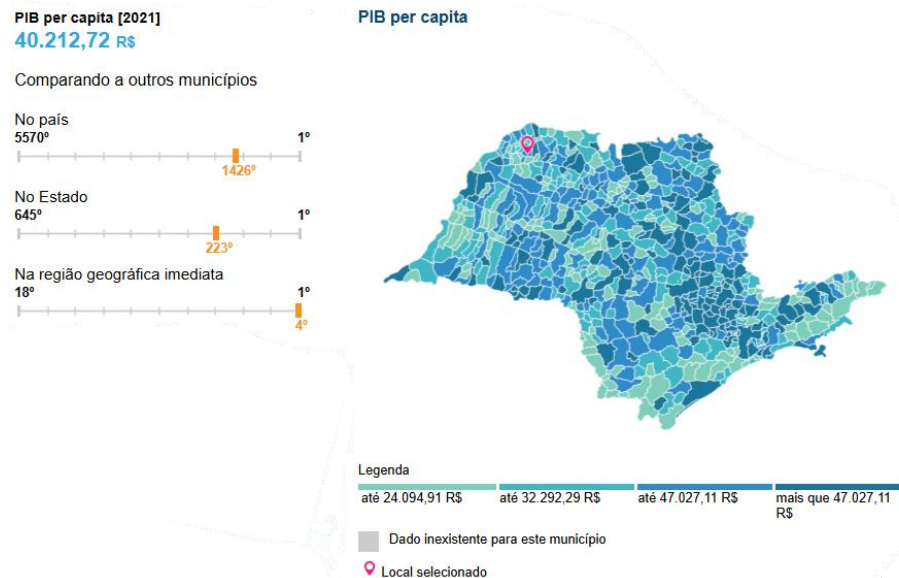 PIB per capita [2021]
40.212,72 R$
Comparando a outros municípios
No país
5570º 1º
1426º
No Estado
645º 1º
223º
Na região geográfica imediata
18º 1º
4º
PIB per capita
Legenda
até 24.094,91 R$ até 32.292,29 R$ até 47.027,11 R$ mais que 47.027,11
R$
Dado inexistente para este município
Local selecionado